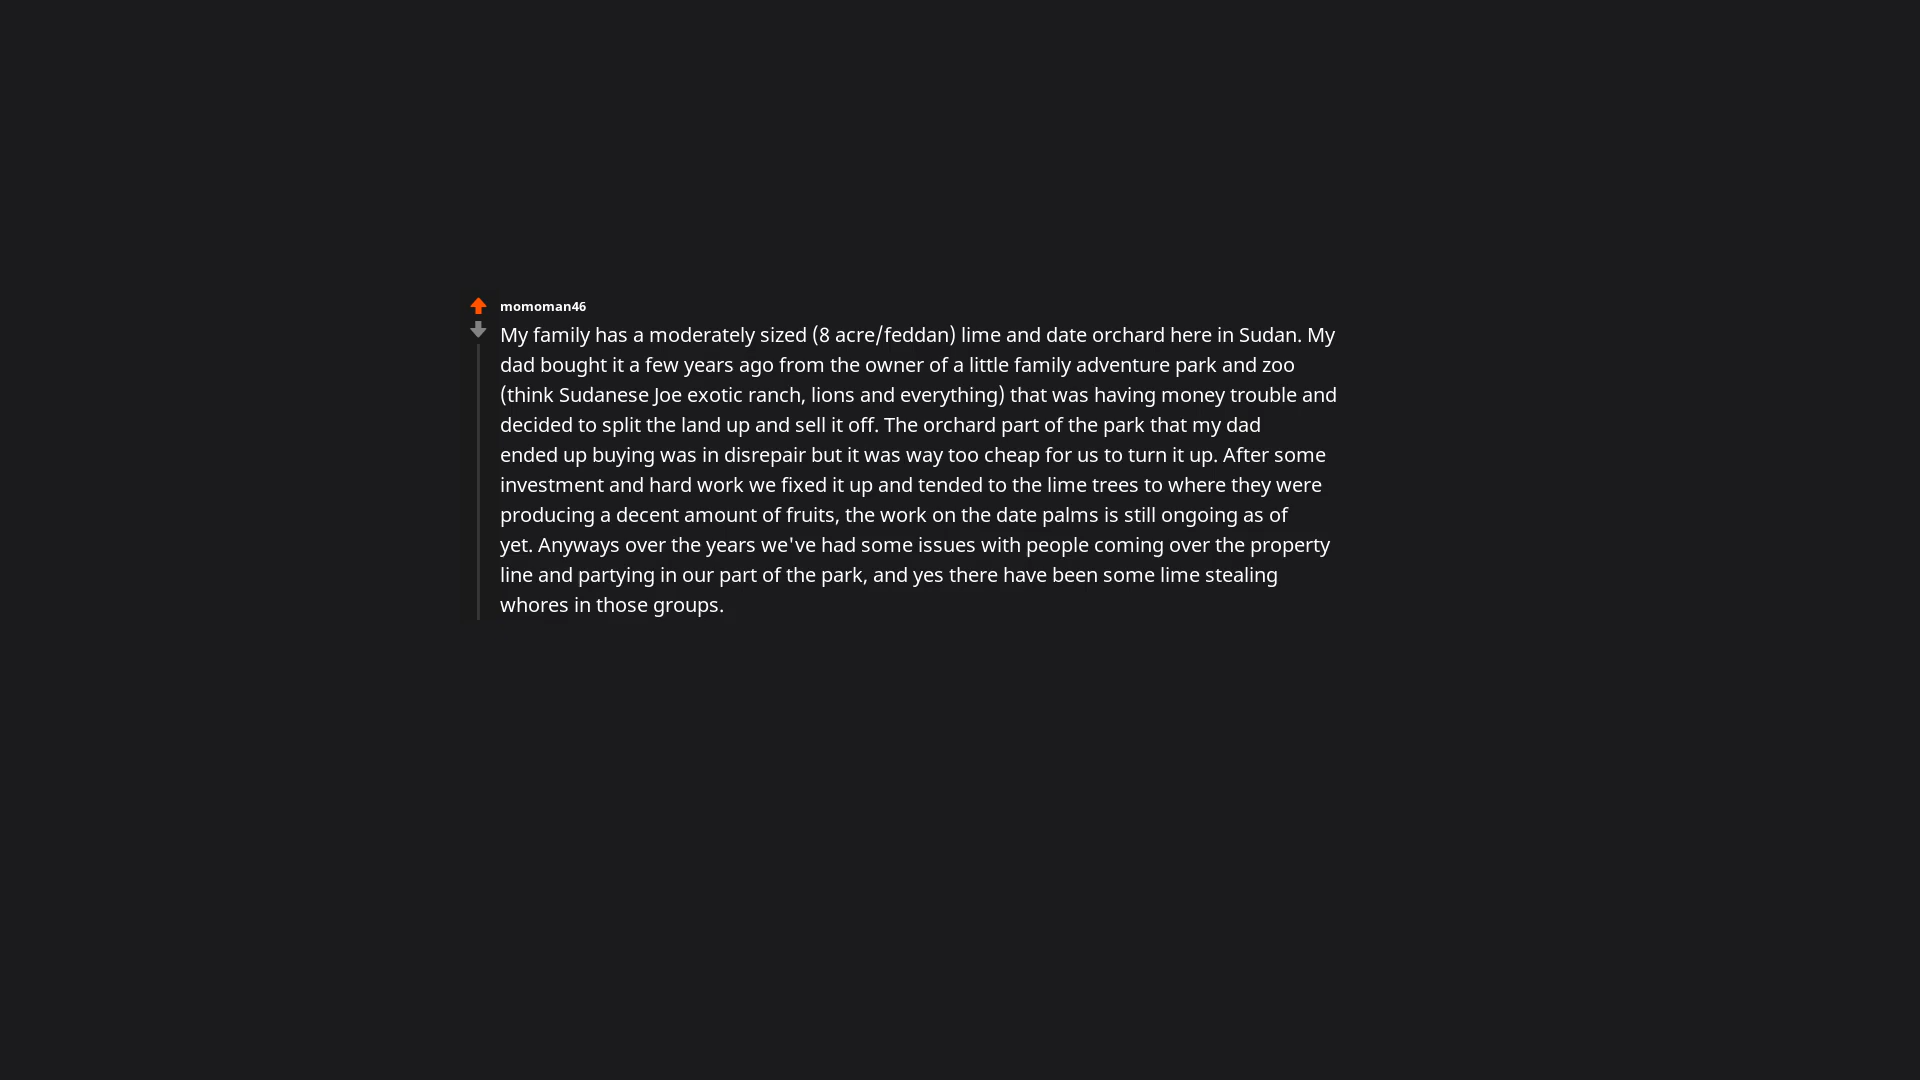 momoman46
My family has a moderately sized (8 acre/feddan) lime and date orchard here in Sudan. My
dad bought it a few years ago from the owner of a little family adventure park and zoo
(think Sudanese Joe exotic ranch, lions and everything) that was having money trouble and
decided to split the land up and sell it off. The orchard part of the park that my dad
ended up buying was in disrepair but it was way too cheap for us to turn it up. After some
investment and hard work we fixed it up and tended to the lime trees to where they were
producing a decent amount of fruits, the work on the date palms is still ongoing as of
yet. Anyways over the years we've had some issues with people coming over the property
line and partying in our part of the park, and yes there have been some lime stealing
whores in those groups.